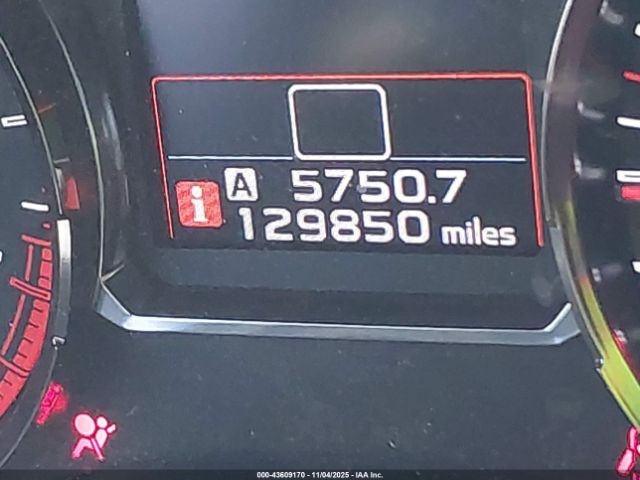 A 5750.7
i 129850 miles
000-43609170 - 11/04/2025 - IAA Inc.